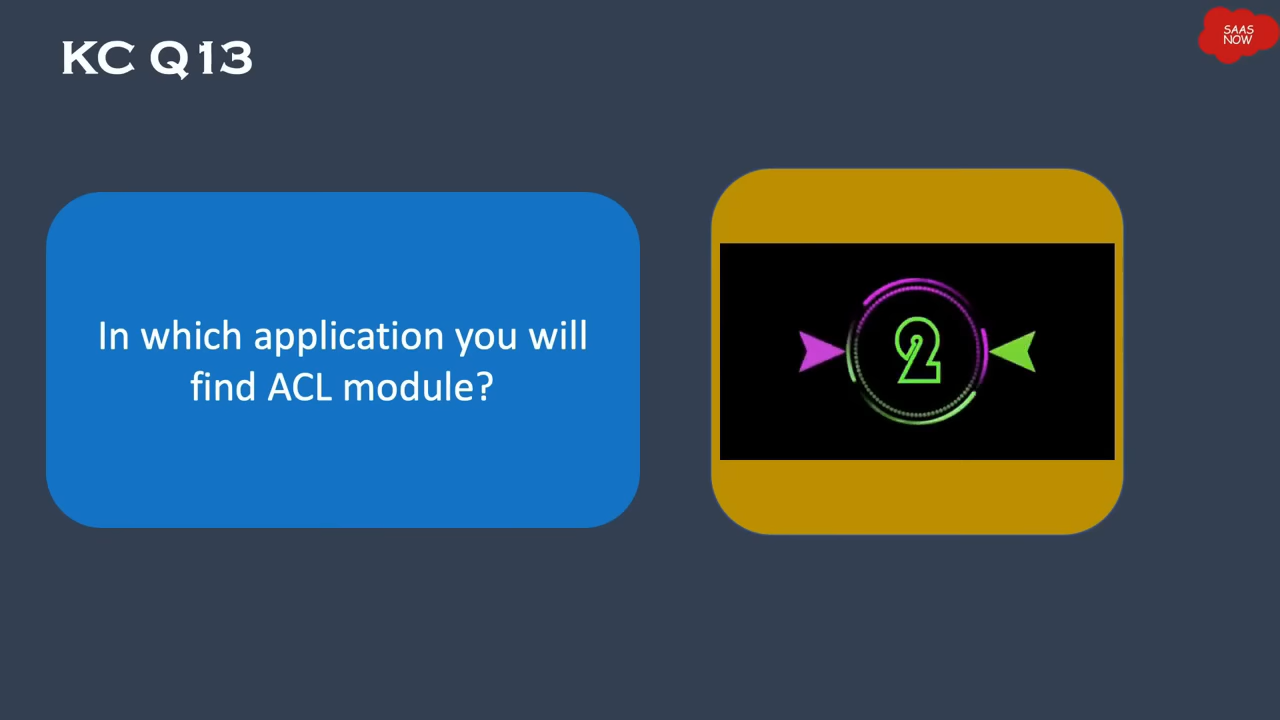 KC Q13
SAAS
NOW
In which application you will
find ACL module?
2